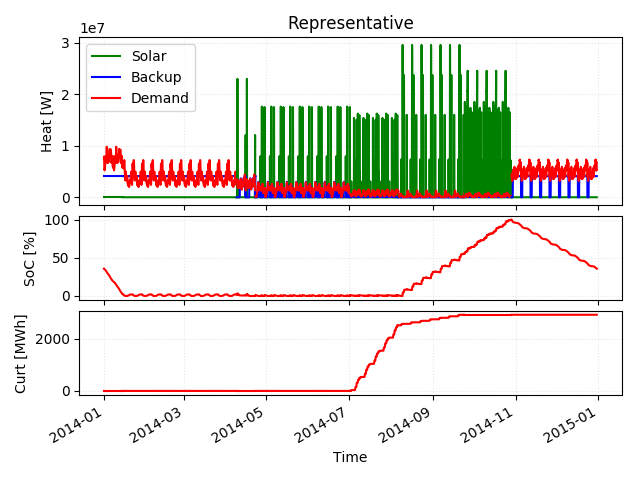 Representative
1e7
Solar
Backup
Demand
3
2
1
0
Heat [W]
100
50
0
SoC [%]
2000
0
Curt [MWh]
2014-01
2014-03
2014-05
2014-07
2014-09
2014-11
2015-01
Time